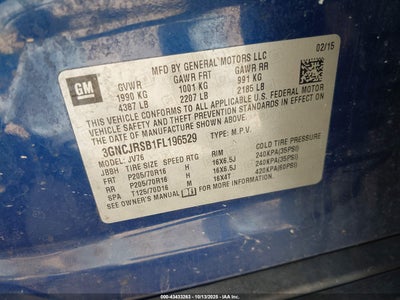 GM
MFD BY GENERAL MOTORS LLC 02/15
GVWR GAWR FRT GAWR RR
1990 KG 1001 KG 991 KG
4387 LB 2207 LB 2185 LB
THIS VEHICLE CONFORMS TO ALL APPLICABLE
U.S. FEDERAL MOTOR VEHICLE SAFETY, BUMPER,
AND THEFT PREVENTION STANDARDS IN EFFECT ON
THE DATE OF MANUFACTURE SHOWN ABOVE.
3GNCJRSB1FL196529 TYPE: M.P.V.
JBBH JV76
TIRE SIZE SPEED RTG RIM COLD TIRE PRESSURE
FRT P205/70R16 H 16X6.5J 240KPA(35PSI)
RR P205/70R16 H 16X6.5J 240KPA(35PSI)
SPA T125/70D16 M 16X4T 420KPA(60PSI)
SEE OWNER'S MANUAL FOR MORE INFORMATION.
000-43433263 - 10/13/2025 - IAA, Inc.